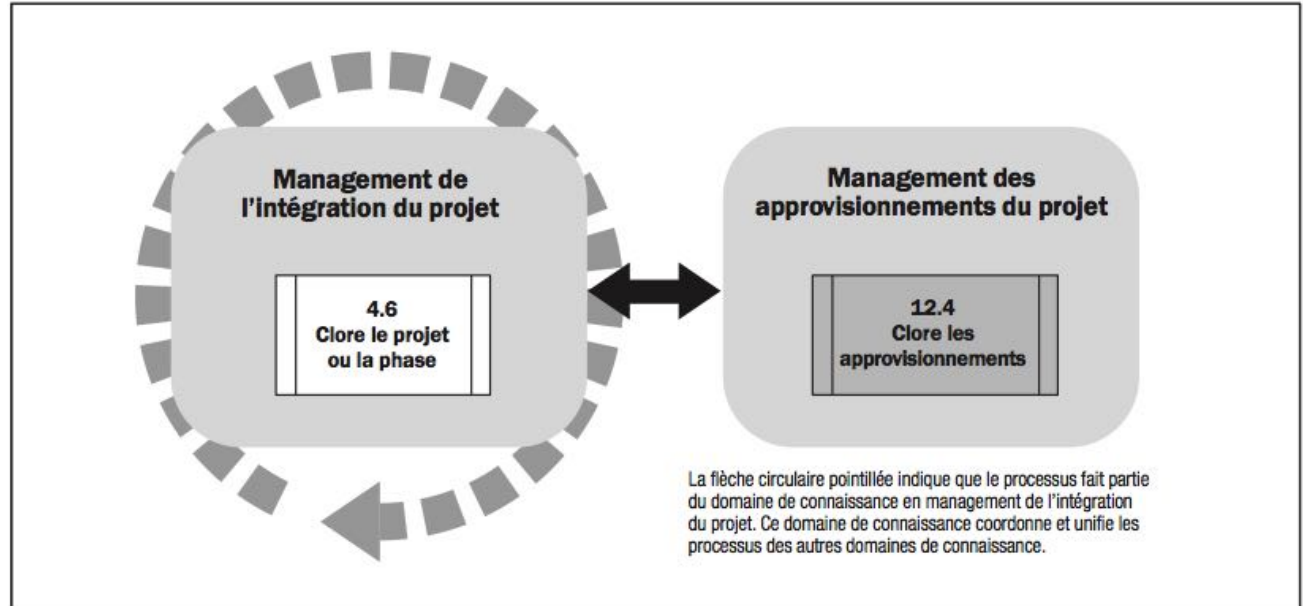 Management de
l'intégration du projet
4.6
Clore le projet
ou la phase
Management des
approvisionnements du projet
12.4
Clore les
approvisionnements
La flèche circulaire pointillée indique que le processus fait partie
du domaine de connaissance en management de l'intégration
du projet. Ce domaine de connaissance coordonne et unifie les
processus des autres domaines de connaissance.